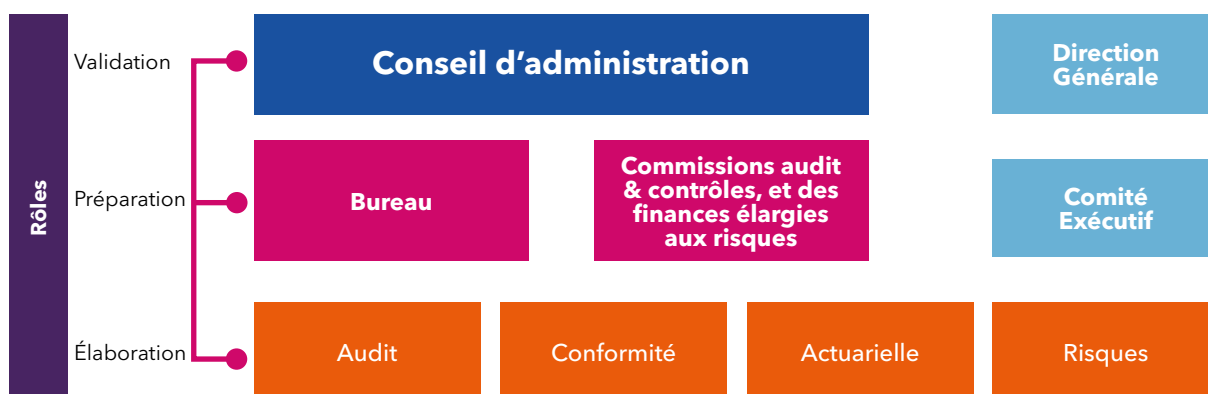 Rôles
Validation
Conseil d’administration
Direction
Générale
Préparation
Bureau
Commissions audit
& contrôles, et des
finances élargies
aux risques
Comité
Exécutif
Élaboration
Audit
Conformité
Actuarielle
Risques